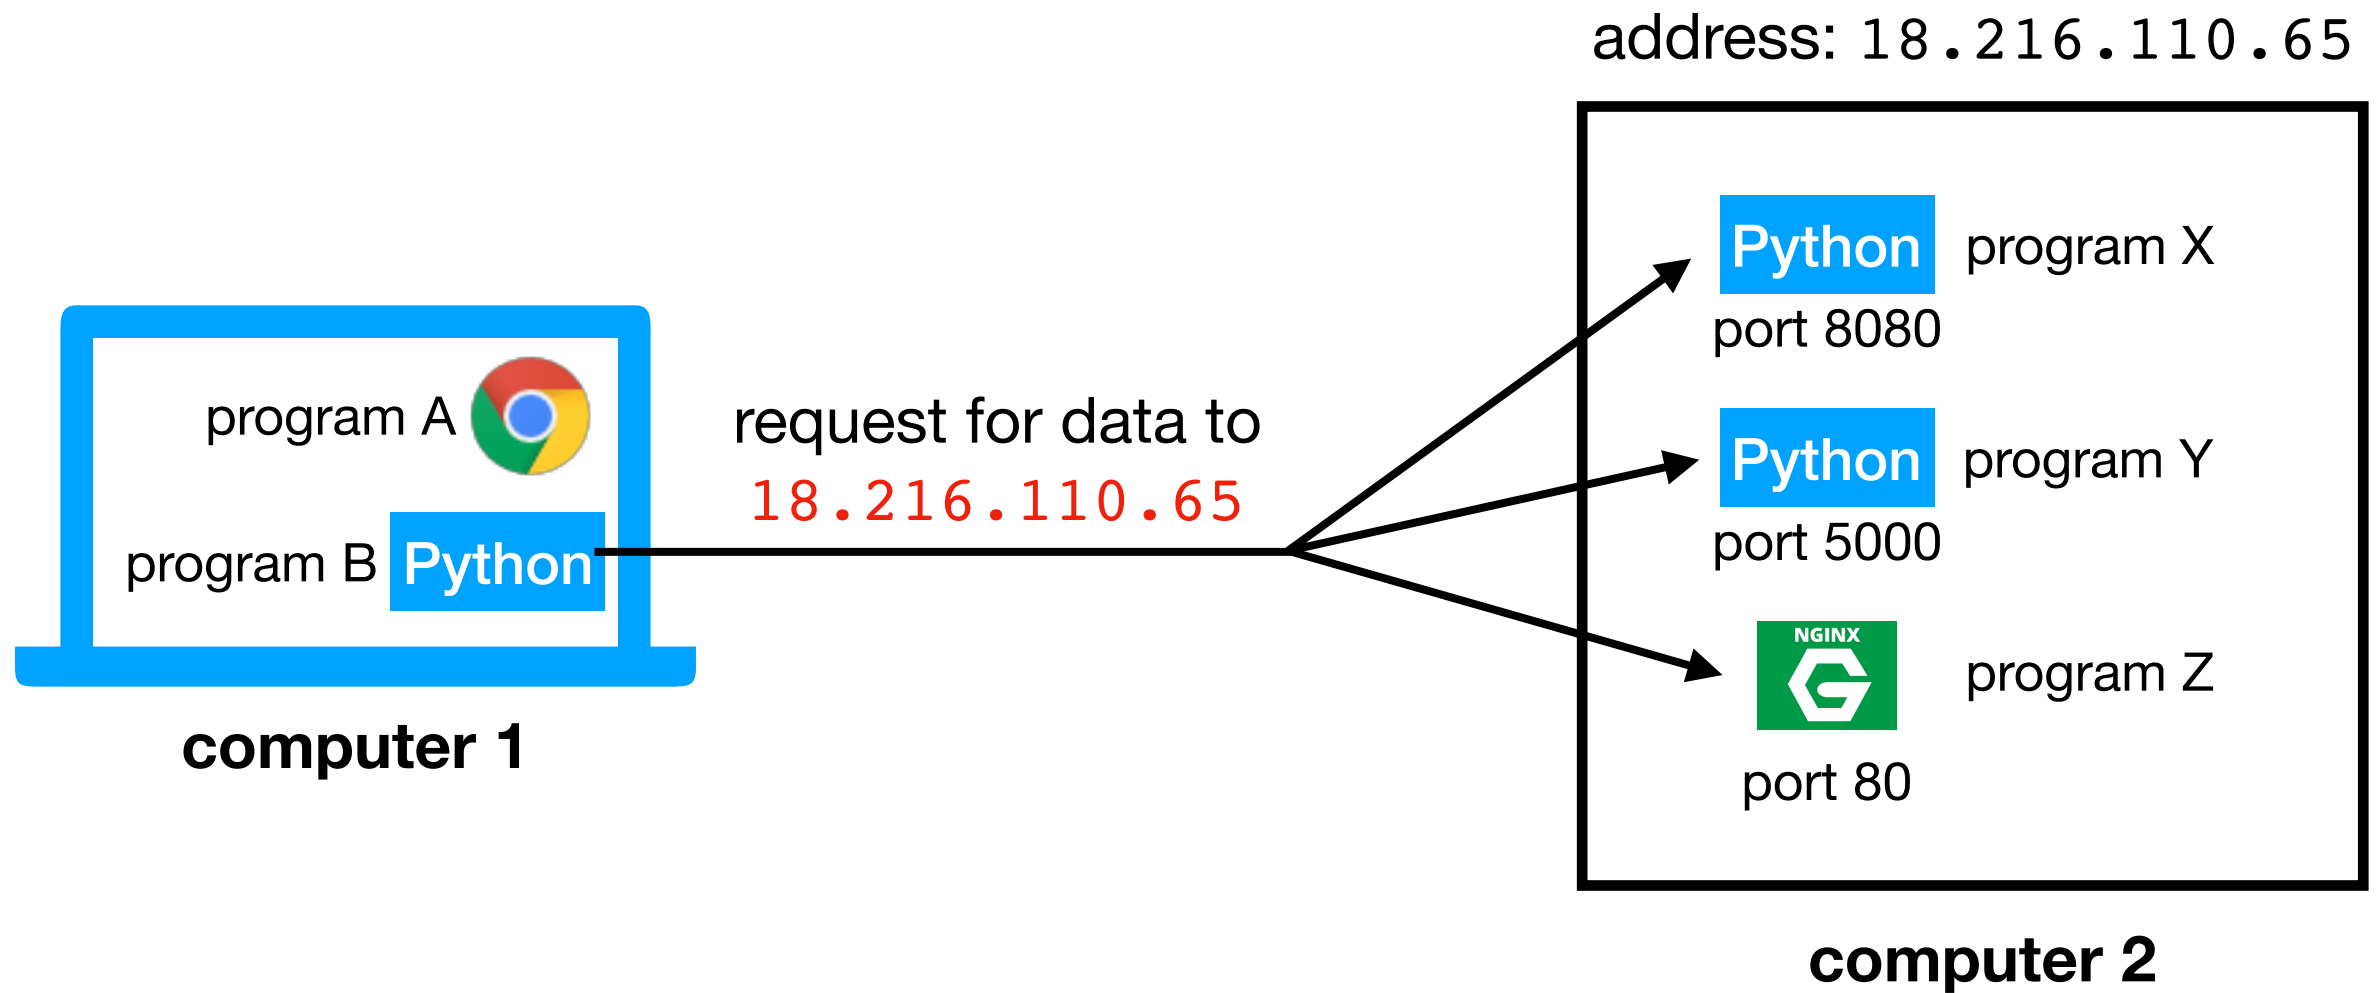 address: 18.216.110.65
Python program X
port 8080
program A
request for data to
18.216.110.65
Python program Y
port 5000
program B Python
NGINX
program Z
port 80
computer 1
computer 2